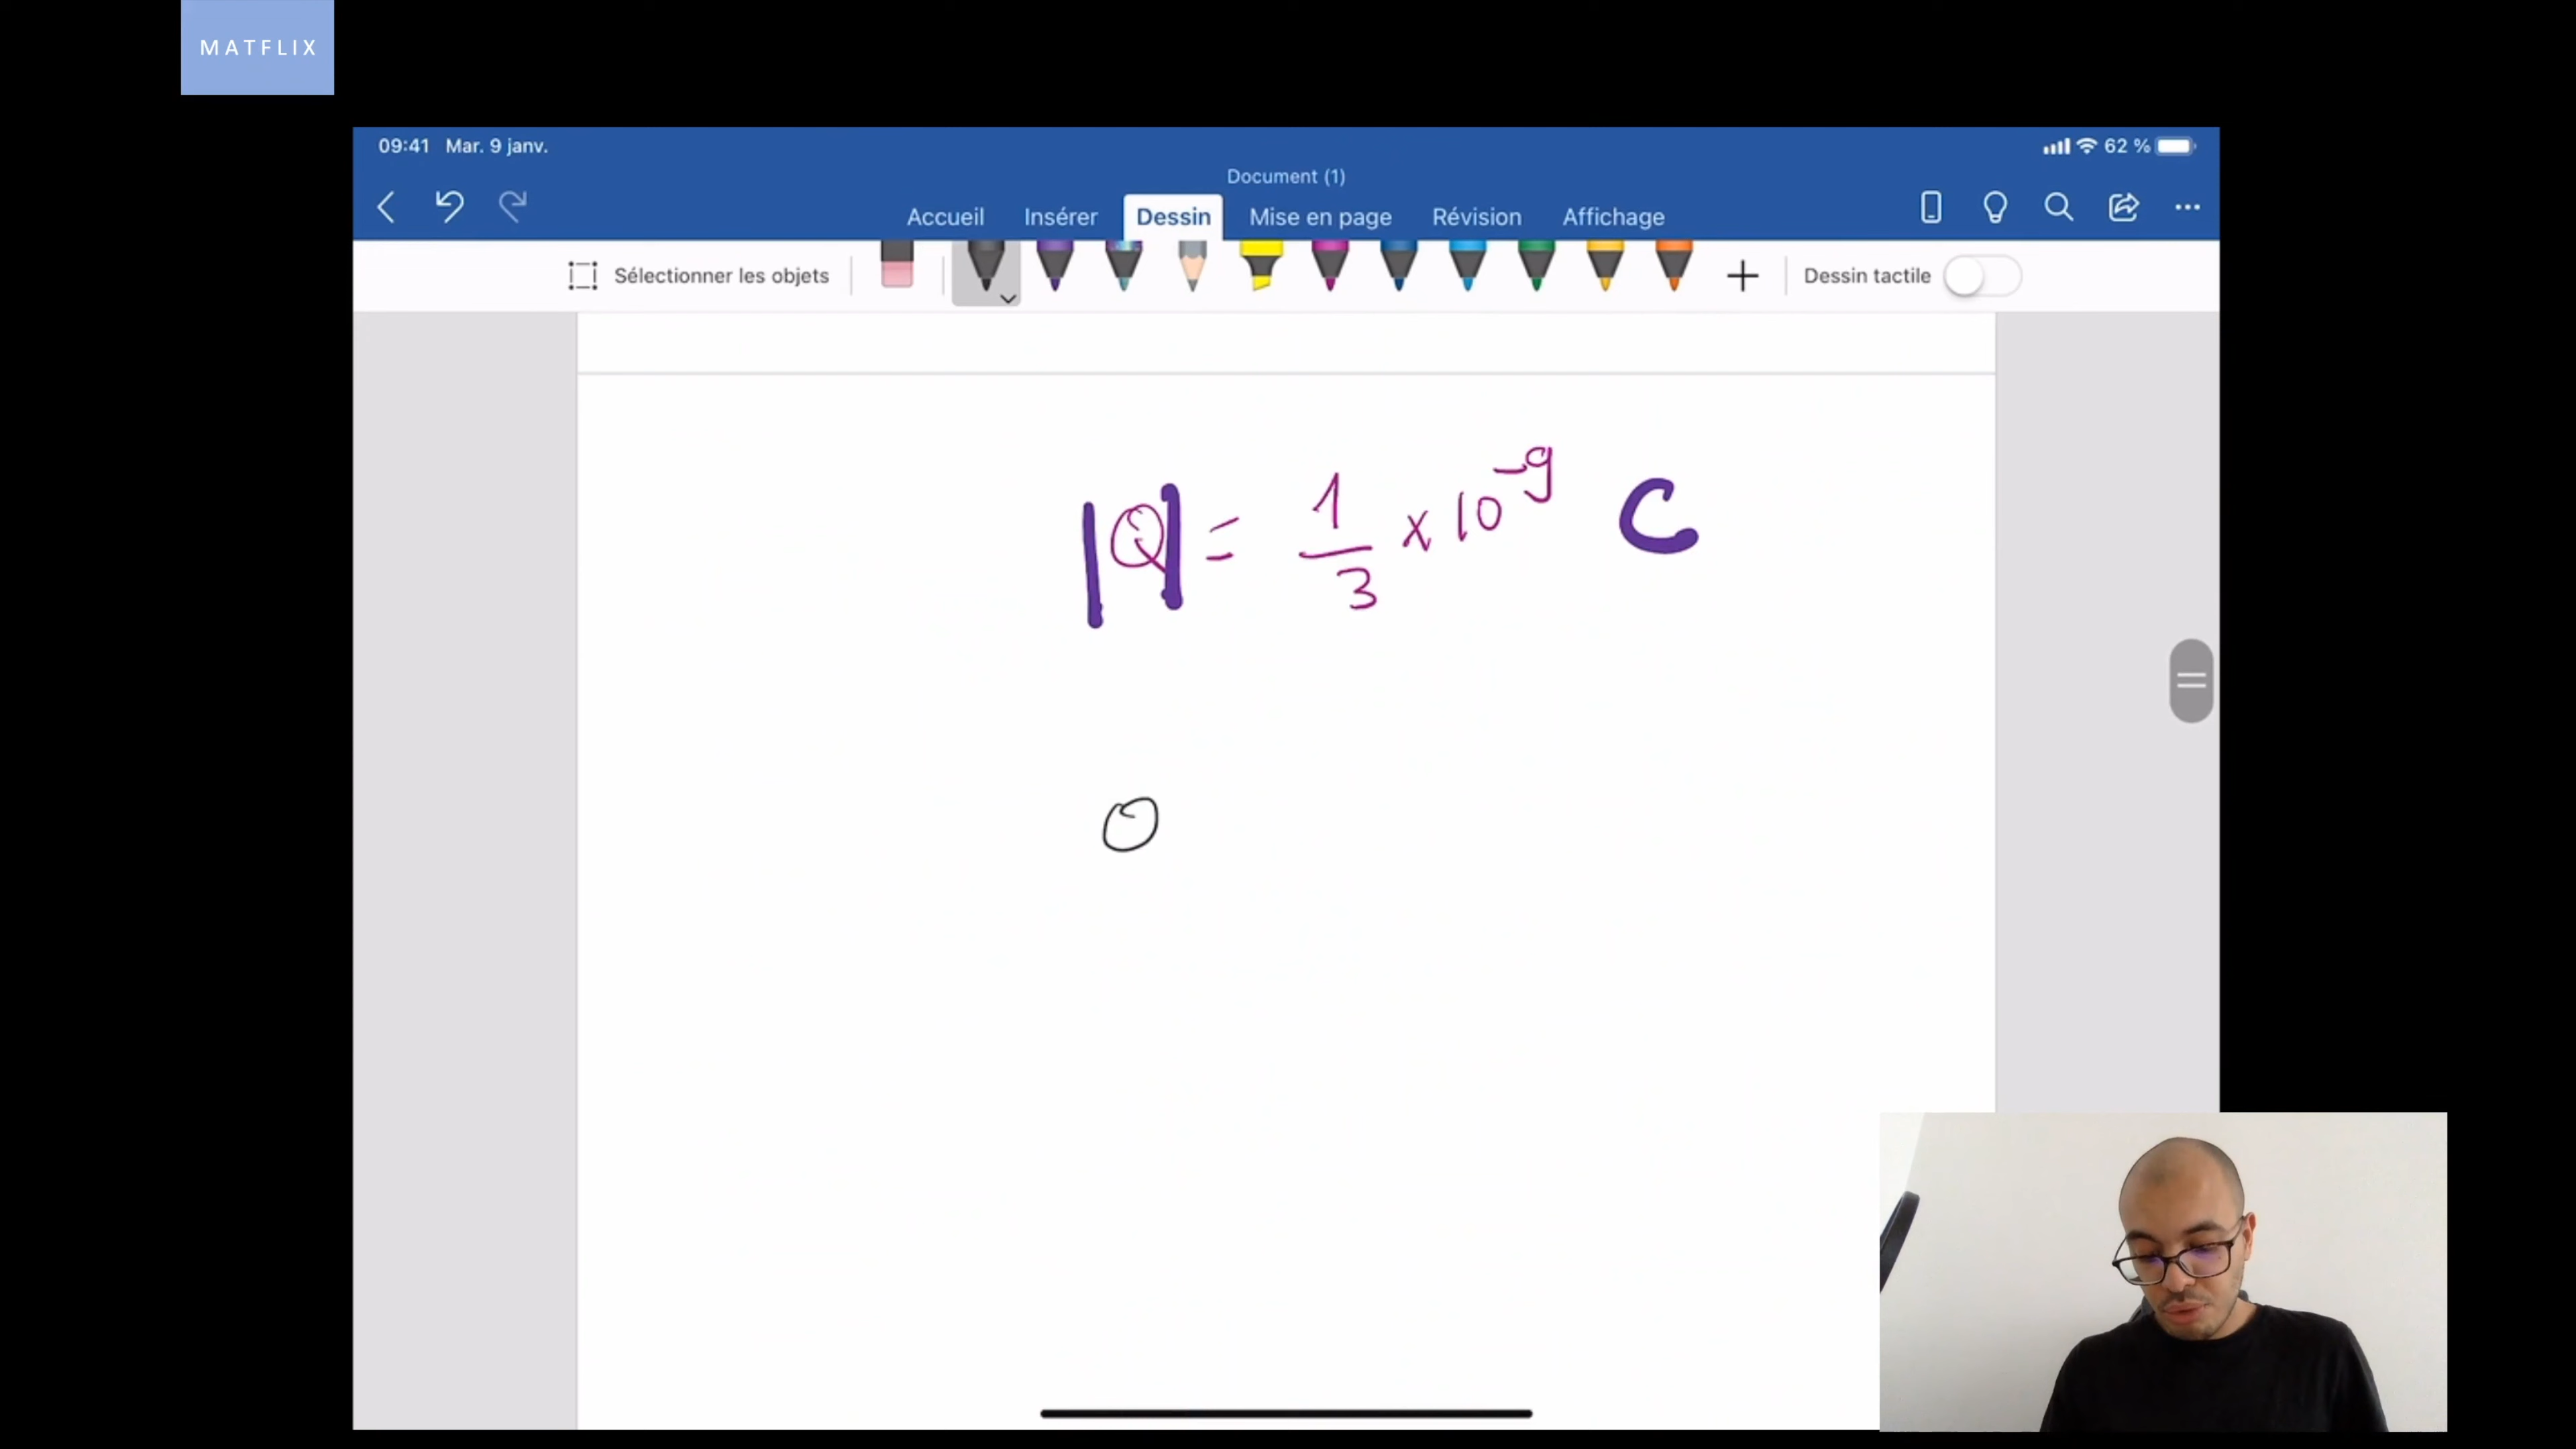 MATFLIX
09:41 Mar. 9 janv.
62 %
Document (1)
Accueil Insérer Dessin Mise en page Révision Affichage
Sélectionner les objets
Dessin tactile
|Q| = 1/3 × 10⁻⁹ C